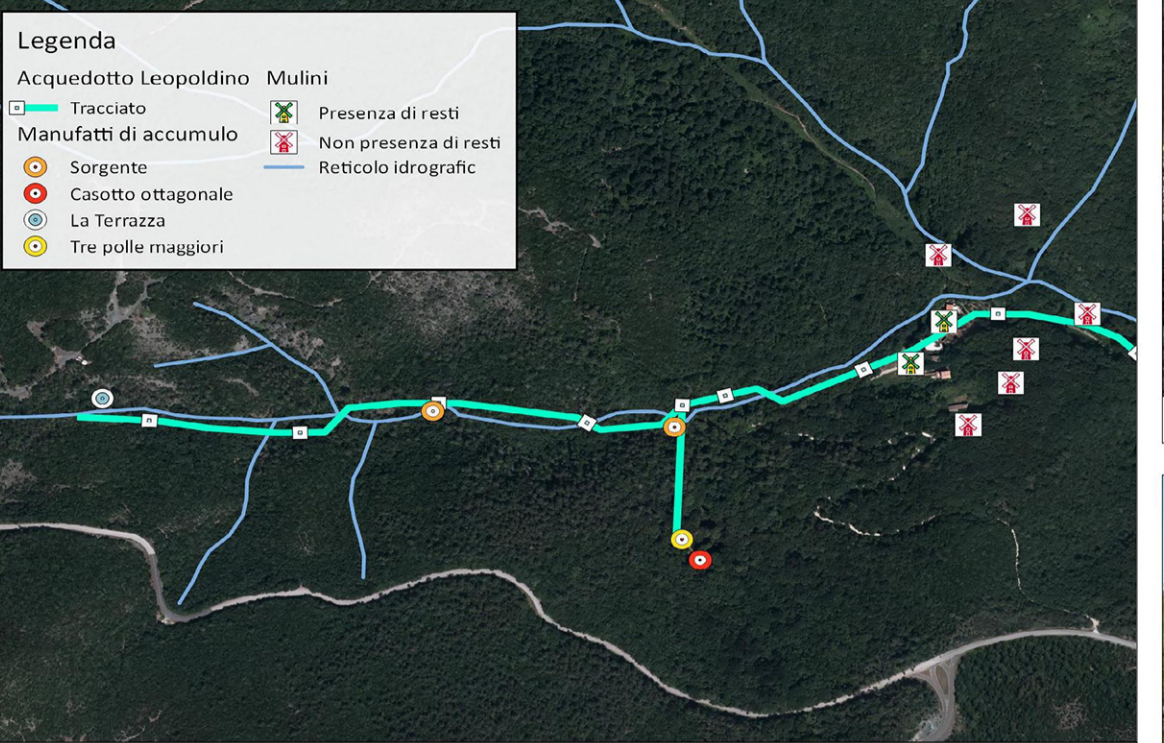 Legenda
Acquedotto Leopoldino
Tracciato
Manufatti di accumulo
Sorgente
Casotto ottagonale
La Terrazza
Tre polle maggiori
Mulini
Presenza di resti
Non presenza di resti
Reticolo idrografic